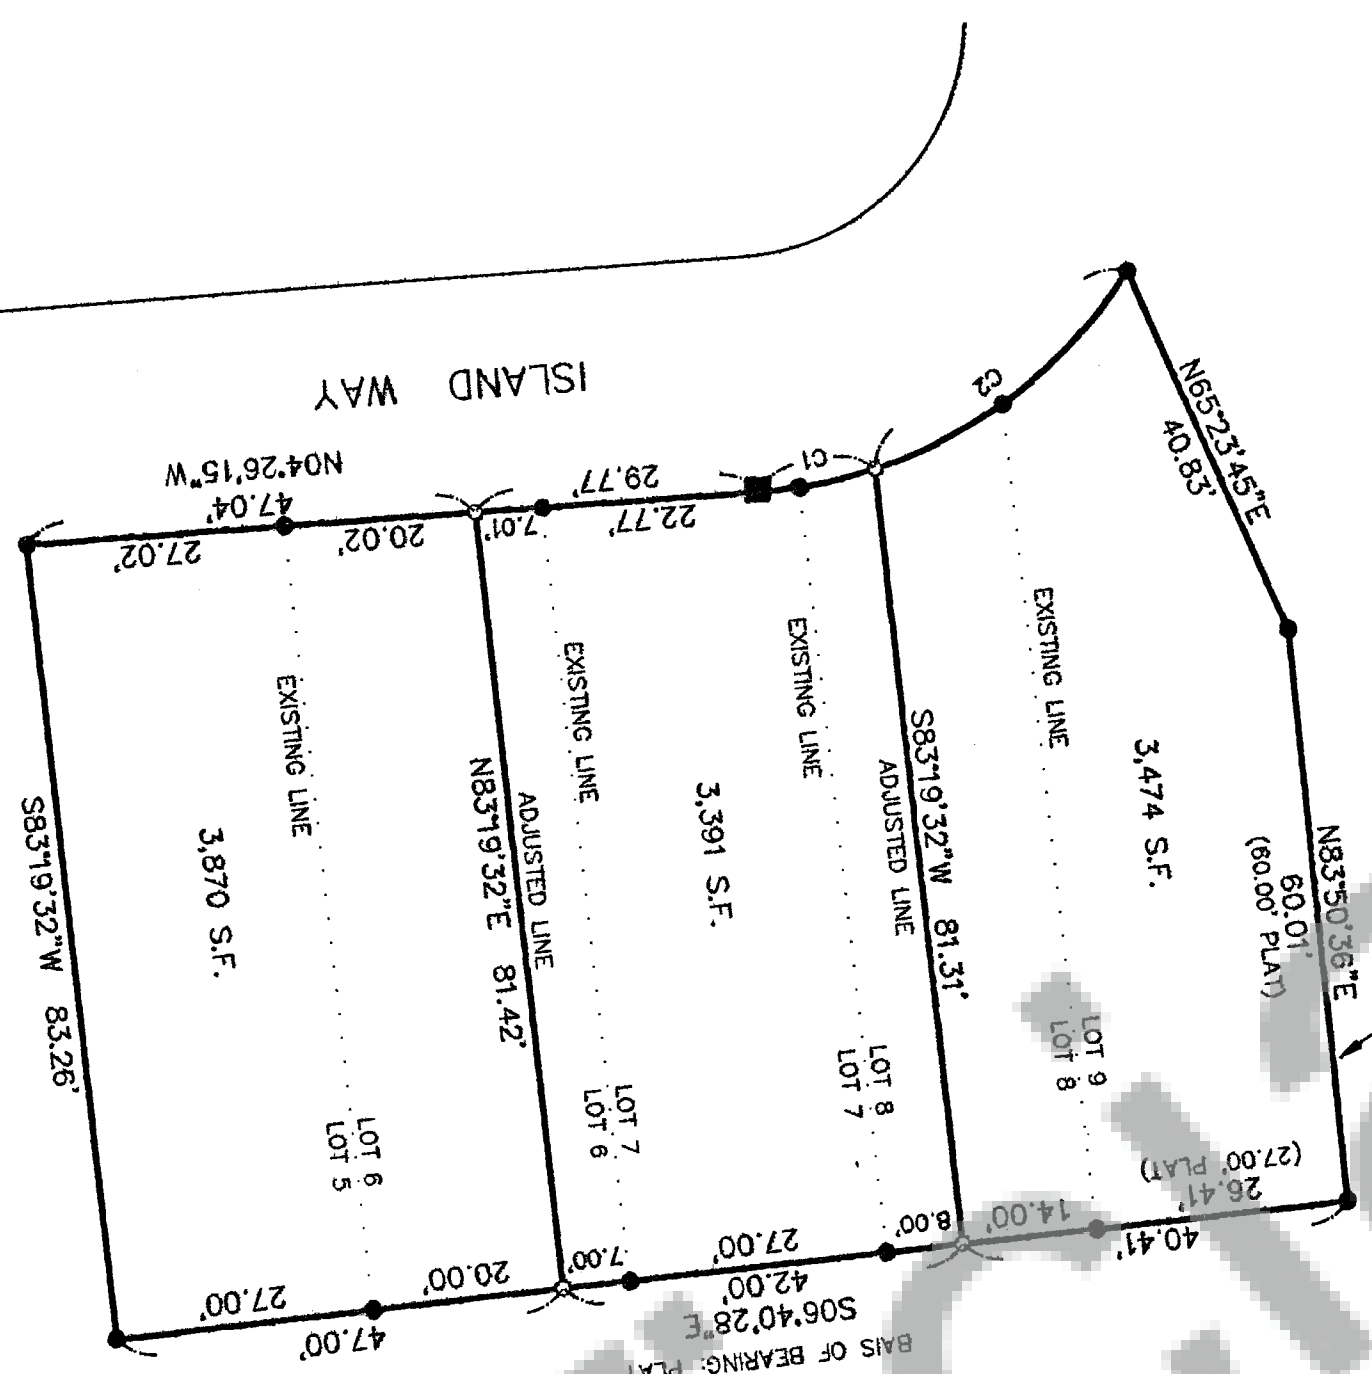 ISLAND WAY
N04°26'15"W
47.04'
27.02'
20.02'
7.01'
29.77'
22.77'
C1
C3
N65°23'45"E
40.83'
EXISTING LINE
EXISTING LINE
EXISTING LINE
EXISTING LINE
S83°19'32"W 83.26'
3,870 S.F.
N83°19'32"E 81.42'
ADJUSTED LINE
3,391 S.F.
S83°19'32"W 81.31'
ADJUSTED LINE
3,474 S.F.
N83°50'36"E
60.01'
(60.00' PLAT)
LOT 6
LOT 5
LOT 7
LOT 6
LOT 8
LOT 7
LOT 9
LOT 8
(27.00' PLAT)
26.41'
40.41'
14.00'
8.00'
27.00'
42.00'
7.00'
20.00'
27.00'
47.00'
S06°40'28"E
BAIS OF BEARING: PLAT